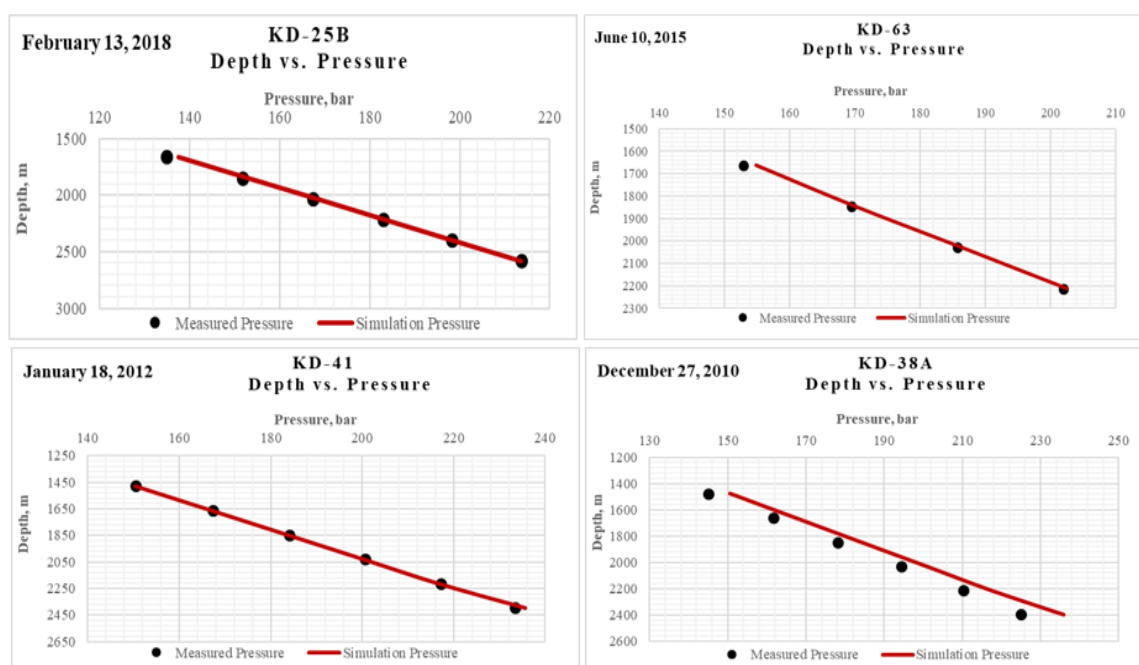 February 13, 2018
KD-25B
Depth vs. Pressure
Pressure, bar
120 140 160 180 200 220
Depth, m
1500
2000
2500
3000
Measured Pressure Simulation Pressure
June 10, 2015
KD-63
Depth vs. Pressure
Pressure, bar
140 160 170 180 190 200 210
Depth, m
1500
1600
1700
1800
1900
2000
2100
2200
2300
Measured Pressure Simulation Pressure
January 18, 2012
KD-41
Depth vs. Pressure
Pressure, bar
140 160 180 200 220 240
Depth, m
1250
1450
1650
1850
2050
2250
2450
2650
Measured Pressure Simulation Pressure
December 27, 2010
KD-38A
Depth vs. Pressure
Pressure, bar
130 150 170 190 210 230 250
Depth, m
1200
1400
1600
1800
2000
2200
2400
2600
Measured Pressure Simulation Pressure